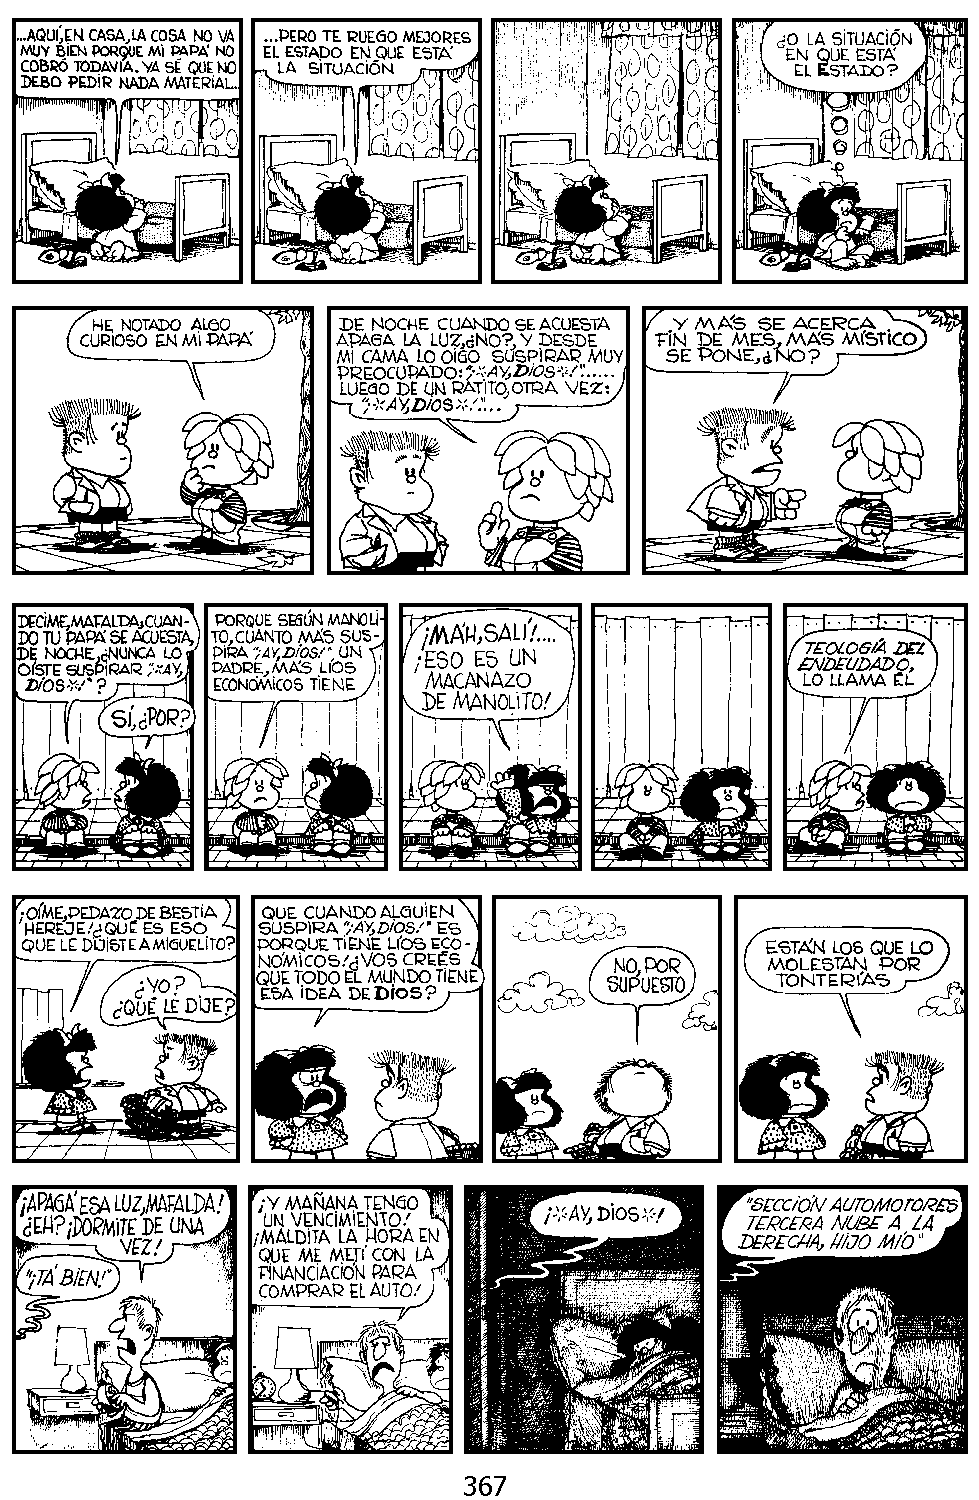 ...AQUÍ, EN CASA, LA COSA NO VA
MUY BIEN PORQUE MI PAPÁ NO
COBRÓ TODAVÍA. YA SÉ QUE NO
DEBO PEDIR NADA MATERIAL...
...PERO TE RUEGO MEJORES
EL ESTADO EN QUE ESTÁ
LA SITUACIÓN
¿O LA SITUACIÓN
EN QUE ESTÁ
EL ESTADO?
HE NOTADO ALGO
CURIOSO EN MI PAPÁ
DE NOCHE CUANDO SE ACUESTA
APAGA LA LUZ, ¿NO?, Y DESDE
MI CAMA LO OIGO SUSPIRAR MUY
PREOCUPADO: "¡*AY, DIOS*!"......
LUEGO DE UN RATITO, OTRA VEZ:
"¡*AY, DIOS*!"...
Y MÁS SE ACERCA
FIN DE MES, MÁS MÍSTICO
SE PONE, ¿NO?
DECIME, MAFALDA, CUAN-
DO TU PAPÁ SE ACUESTA,
DE NOCHE, ¿NUNCA LO
OÍSTE SUSPIRAR "¡*AY,
DIOS*!"?
SÍ, ¿POR?
PORQUE SEGÚN MANOLI-
TO, CUANTO MÁS SUS-
PIRA "¡AY, DIOS!" UN
PADRE, MÁS LÍOS
ECONÓMICOS TIENE
¡MÁH, SALÍ!....
¡ESO ES UN
MACANAZO
DE MANOLITO!
TEOLOGÍA DEL
ENDEUDADO,
LO LLAMA ÉL
¡OÍME, PEDAZO DE BESTIA
HEREJE! ¿QUÉ ES ESO
QUE LE DIJISTE A MIGUELITO?
¿YO?
¿QUÉ LE DIJE?
QUE CUANDO ALGUIEN
SUSPIRA "¡AY, DIOS!" ES
PORQUE TIENE LÍOS ECO-
NÓMICOS! ¿VOS CREÉS
QUE TODO EL MUNDO TIENE
ESA IDEA DE DIOS?
NO, POR
SUPUESTO
ESTÁN LOS QUE LO
MOLESTAN POR
TONTERÍAS
¡APAGÁ ESA LUZ, MAFALDA!
¿EH? ¡DORMITE DE UNA
VEZ!
"¡TÁ BIEN!"
¡Y MAÑANA TENGO
UN VENCIMIENTO!
¡MALDITA LA HORA EN
QUE ME METÍ CON LA
FINANCIACIÓN PARA
COMPRAR EL AUTO!
¡*AY, DIOS*!
"SECCIÓN AUTOMOTORES
TERCERA NUBE A LA
DERECHA, HIJO MÍO"
367